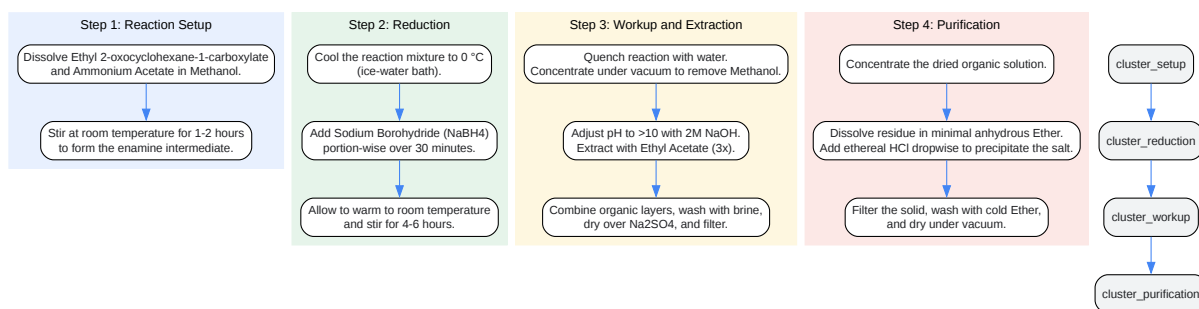 Step 1: Reaction Setup
Dissolve Ethyl 2-oxocyclohexane-1-carboxylate
and Ammonium Acetate in Methanol.
Stir at room temperature for 1-2 hours
to form the enamine intermediate.
Step 2: Reduction
Cool the reaction mixture to 0 °C
(ice-water bath).
Add Sodium Borohydride (NaBH4)
portion-wise over 30 minutes.
Allow to warm to room temperature
and stir for 4-6 hours.
Step 3: Workup and Extraction
Quench reaction with water.
Concentrate under vacuum to remove Methanol.
Adjust pH to >10 with 2M NaOH.
Extract with Ethyl Acetate (3x).
Combine organic layers, wash with brine,
dry over Na2SO4, and filter.
Step 4: Purification
Concentrate the dried organic solution.
Dissolve residue in minimal anhydrous Ether.
Add ethereal HCl dropwise to precipitate the salt.
Filter the solid, wash with cold Ether,
and dry under vacuum.
cluster_setup
cluster_reduction
cluster_workup
cluster_purification